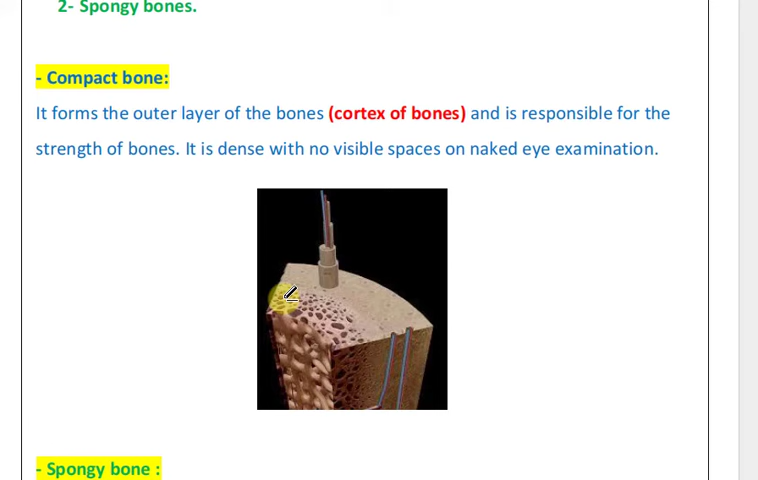 2- Spongy bones.
- Compact bone:
It forms the outer layer of the bones (cortex of bones) and is responsible for the
strength of bones. It is dense with no visible spaces on naked eye examination.
- Spongy bone :